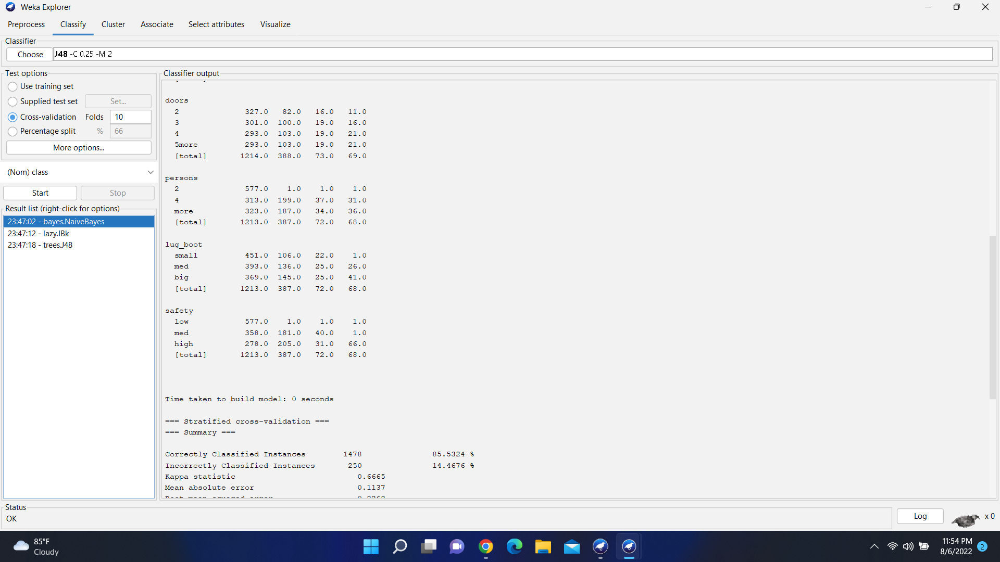 Weka Explorer
Preprocess Classify Cluster Associate Select attributes Visualize
Classifier
Choose J48 -C 0.25 -M 2
Test options
Use training set
Supplied test set Set...
Cross-validation Folds 10
Percentage split % 66
More options...
(Nom) class
Start Stop
Result list (right-click for options)
23:47:02 - bayes.NaiveBayes
23:47:12 - lazy.IBk
23:47:18 - trees.J48
Classifier output
doors
2 327.0 82.0 16.0 11.0
3 301.0 100.0 19.0 16.0
4 293.0 103.0 19.0 21.0
5more 293.0 103.0 19.0 21.0
[total] 1214.0 388.0 73.0 69.0
persons
2 577.0 1.0 1.0 1.0
4 313.0 199.0 37.0 31.0
more 323.0 187.0 34.0 36.0
[total] 1213.0 387.0 72.0 68.0
lug_boot
small 451.0 106.0 22.0 1.0
med 393.0 136.0 25.0 26.0
big 369.0 145.0 25.0 41.0
[total] 1213.0 387.0 72.0 68.0
safety
low 577.0 1.0 1.0 1.0
med 358.0 181.0 40.0 1.0
high 278.0 205.0 31.0 66.0
[total] 1213.0 387.0 72.0 68.0
Time taken to build model: 0 seconds
=== Stratified cross-validation ===
=== Summary ===
Correctly Classified Instances 1478 85.5324 %
Incorrectly Classified Instances 250 14.4676 %
Kappa statistic 0.6665
Mean absolute error 0.1137
Status
OK
Log x 0
85°F
Cloudy
11:54 PM
8/6/2022
2